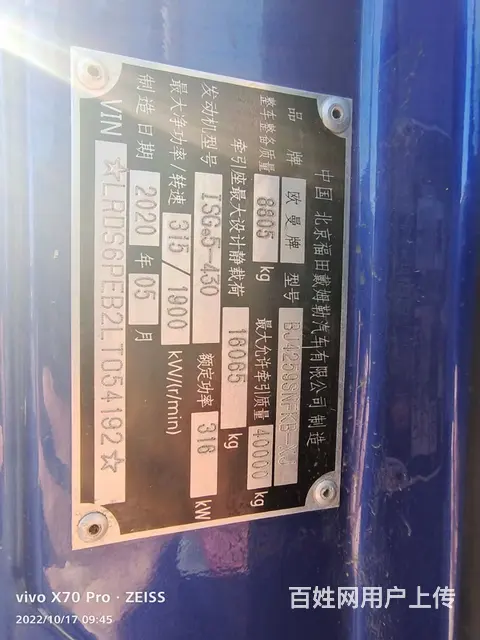 中国 北京福田戴姆勒汽车有限公司 制造
品牌 欧曼牌 型号
整车整备质量 8805 kg 最大允许牵引质量 40000 kg
牵引座最大设计静载荷 16065 kg
发动机型号 ISGe5-430 额定功率 316 kW
最大净功率/转速 315/1900 kW/(r/min)
制造日期 2020 年 05 月
VIN ☆LRDS6PEB2LT054192☆
vivo X70 Pro · ZEISS
2022/10/17 09:45
百姓网用户上传